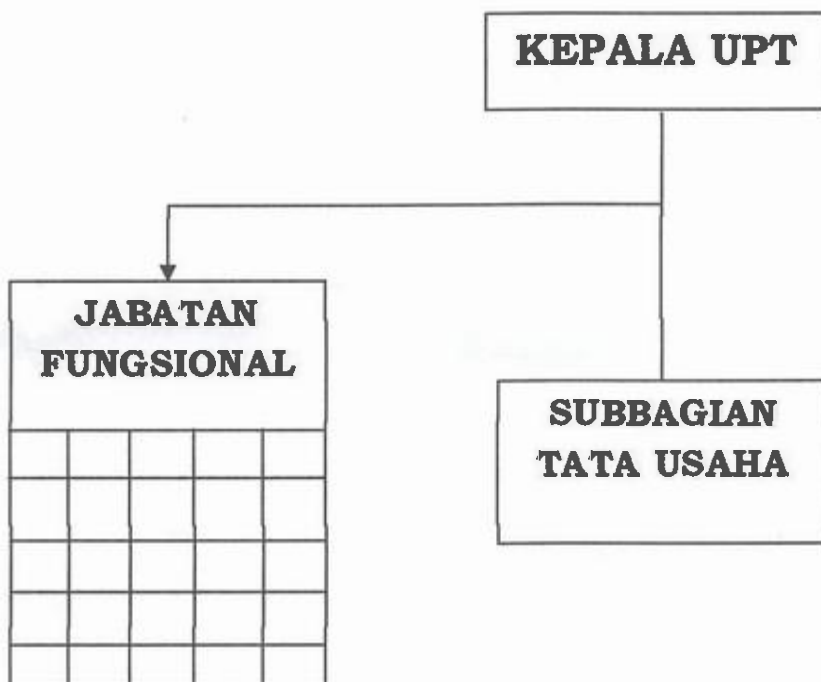 KEPALA UPT
JABATAN
FUNGSIONAL
SUBBAGIAN
TATA USAHA